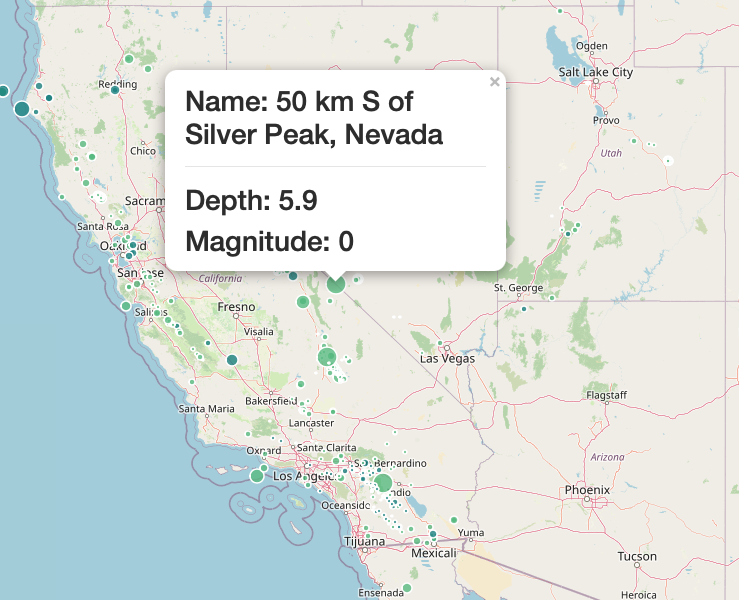 Ogden
Salt Lake City
Redding
×
Name: 50 km S of
Silver Peak, Nevada
Provo
Chico
Utah
Depth: 5.9
Sacram
Santa Rosa
Magnitude: 0
Oakland
San Jose
California
St. George
Fresno
Salinas
Visalia
Las Vegas
Bakersfield
Flagstaff
Santa Maria
Lancaster
Oxnard
Santa Clarita
Arizona
San Bernardino
Los Angeles
Indio
Phoenix
Oceanside
Yuma
Tijuana
Mexicali
Tucson
Ensenada
Heroica